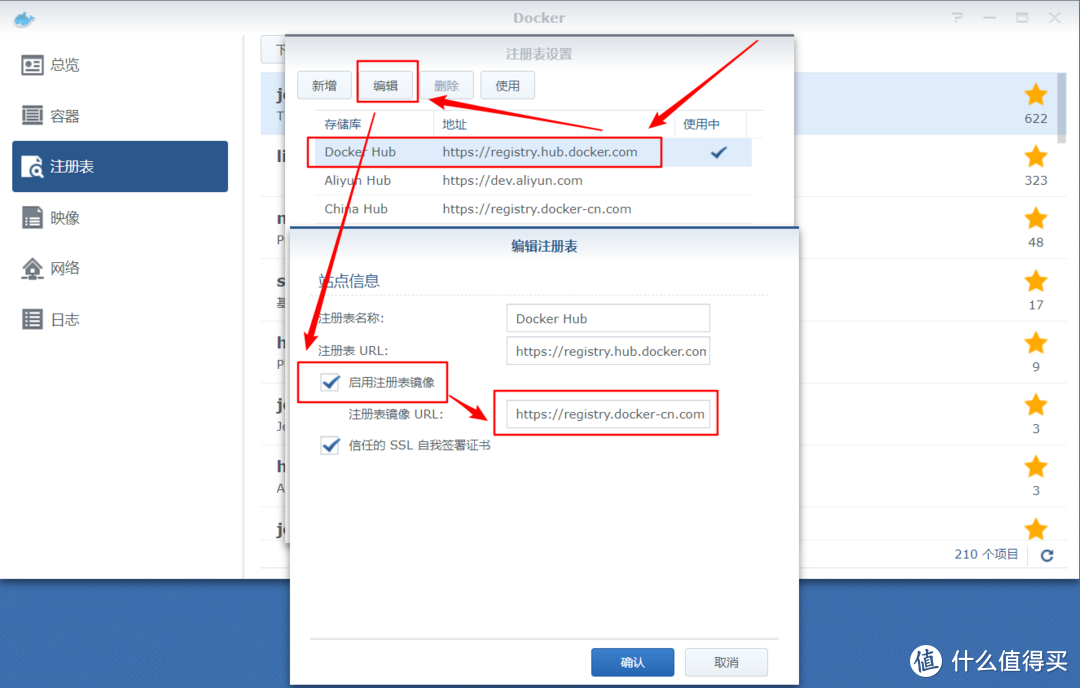 Docker
总览
容器
注册表
映像
网络
日志
注册表设置
新增 编辑 删除 使用
存储库 地址 使用中
Docker Hub https://registry.hub.docker.com
Aliyun Hub https://dev.aliyun.com
China Hub https://registry.docker-cn.com
编辑注册表
站点信息
注册表名称: Docker Hub
注册表 URL: https://registry.hub.docker.com
启用注册表镜像
注册表镜像 URL: https://registry.docker-cn.com
信任的 SSL 自我签署证书
确认 取消
622
323
48
17
9
3
3
210 个项目
值 什么值得买